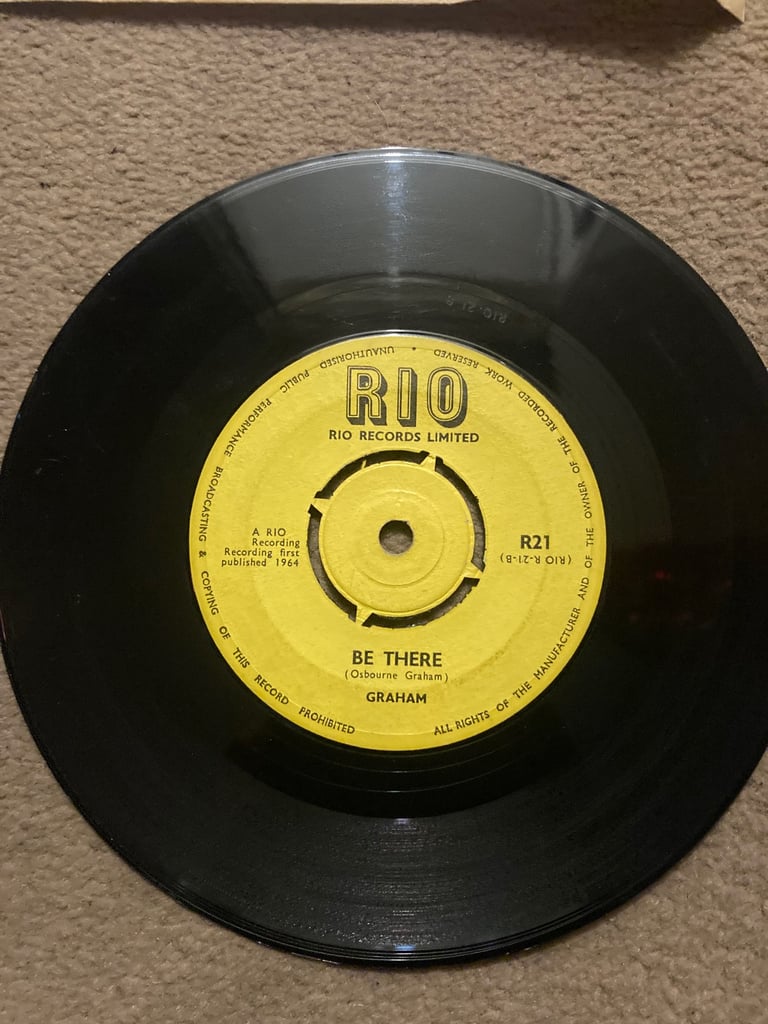 RIO
RIO RECORDS LIMITED
A RIO
Recording
Recording first
published 1964
R21
(RIO R-21-B)
BE THERE
(Osbourne Graham)
GRAHAM
ALL RIGHTS OF THE MANUFACTURER AND OF THE OWNER OF THE RECORDED WORK RESERVED • UNAUTHORISED PUBLIC PERFORMANCE BROADCASTING & COPYING OF THIS RECORD PROHIBITED
RIO-21-B